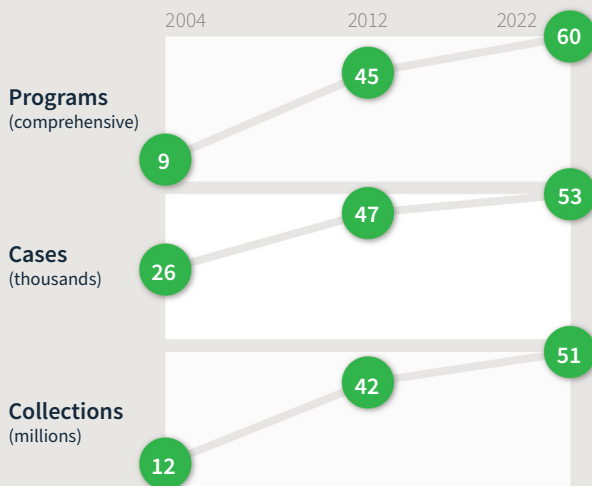 2004 2012 2022
60
45
Programs
(comprehensive)
9
53
47
Cases
(thousands)
26
51
42
Collections
(millions)
12